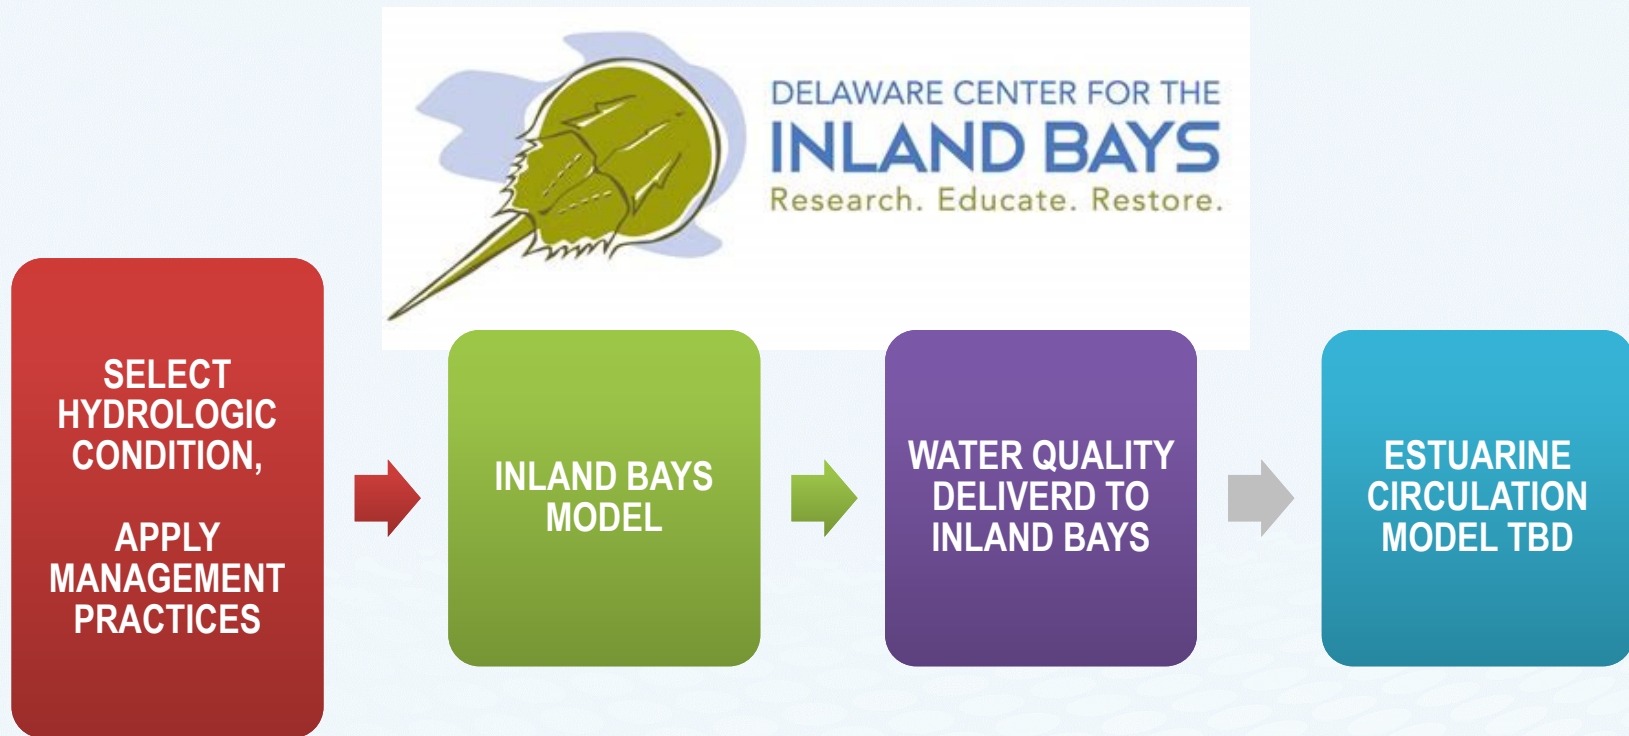 DELAWARE CENTER FOR THE
INLAND BAYS
Research. Educate. Restore.
SELECT
HYDROLOGIC
CONDITION,
APPLY
MANAGEMENT
PRACTICES
INLAND BAYS
MODEL
WATER QUALITY
DELIVERD TO
INLAND BAYS
ESTUARINE
CIRCULATION
MODEL TBD